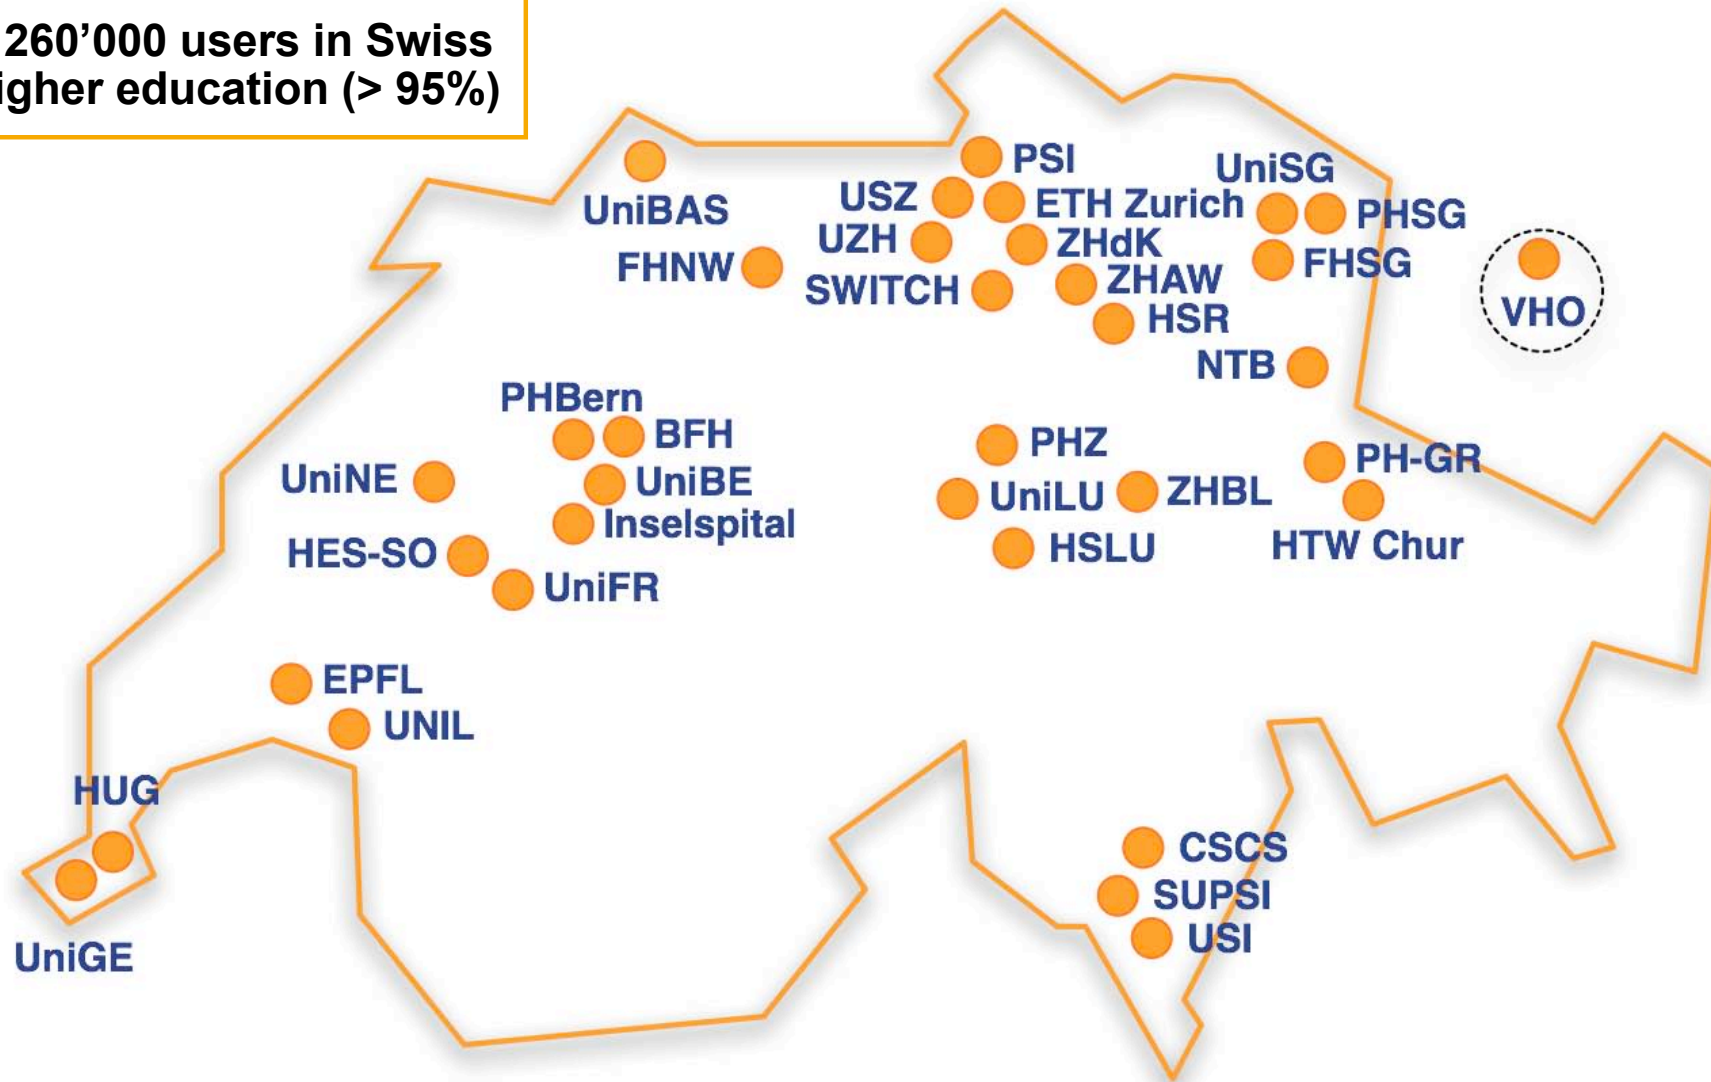 260’000 users in Swiss
igher education (> 95%)
PSI
UniSG
USZ
ETH Zurich
PHSG
UniBAS
UZH
ZHdK
FHNW
FHSG
SWITCH
ZHAW
VHO
HSR
NTB
PHBern
BFH
PHZ
PH-GR
UniNE
UniBE
UniLU
ZHBL
Inselspital
HES-SO
HSLU
HTW Chur
UniFR
EPFL
UNIL
HUG
CSCS
SUPSI
USI
UniGE